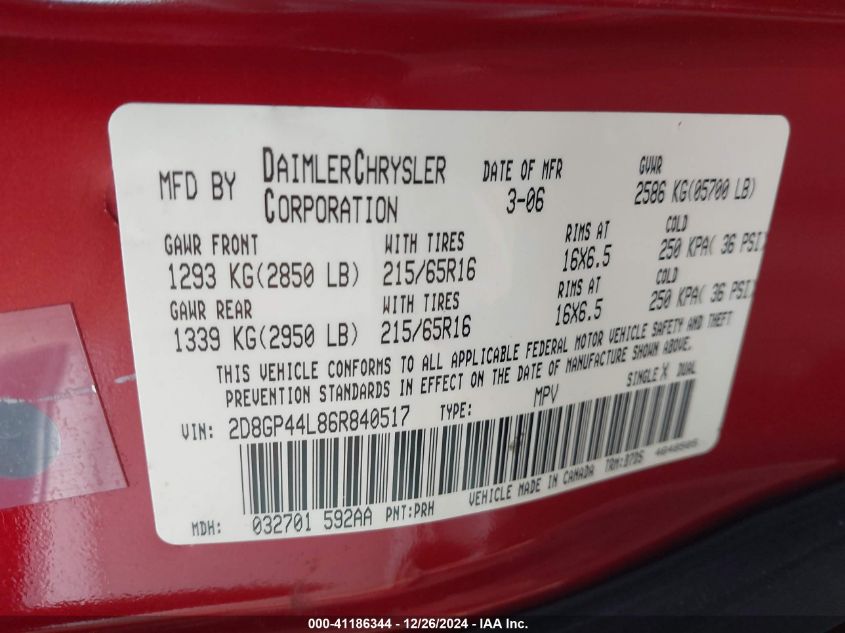 MFD BY DAIMLERCHRYSLER CORPORATION DATE OF MFR 3-06 GVWR 2586 KG(05700 LB)
GAWR FRONT WITH TIRES RIMS AT COLD
1293 KG(2850 LB) 215/65R16 16X6.5 250 KPA( 36 PSI)
GAWR REAR WITH TIRES RIMS AT COLD
1339 KG(2950 LB) 215/65R16 16X6.5 250 KPA( 36 PSI)
THIS VEHICLE CONFORMS TO ALL APPLICABLE FEDERAL MOTOR VEHICLE SAFETY AND THEFT
PREVENTION STANDARDS IN EFFECT ON THE DATE OF MANUFACTURE SHOWN ABOVE.
VIN: 2D8GP44L86R840517 TYPE: MPV SINGLE X DUAL
MDH: 032701 592AA PNT:PRH VEHICLE MADE IN CANADA TRM:D7D5
000-41186344 / 12/26/2024 - IAA Inc.